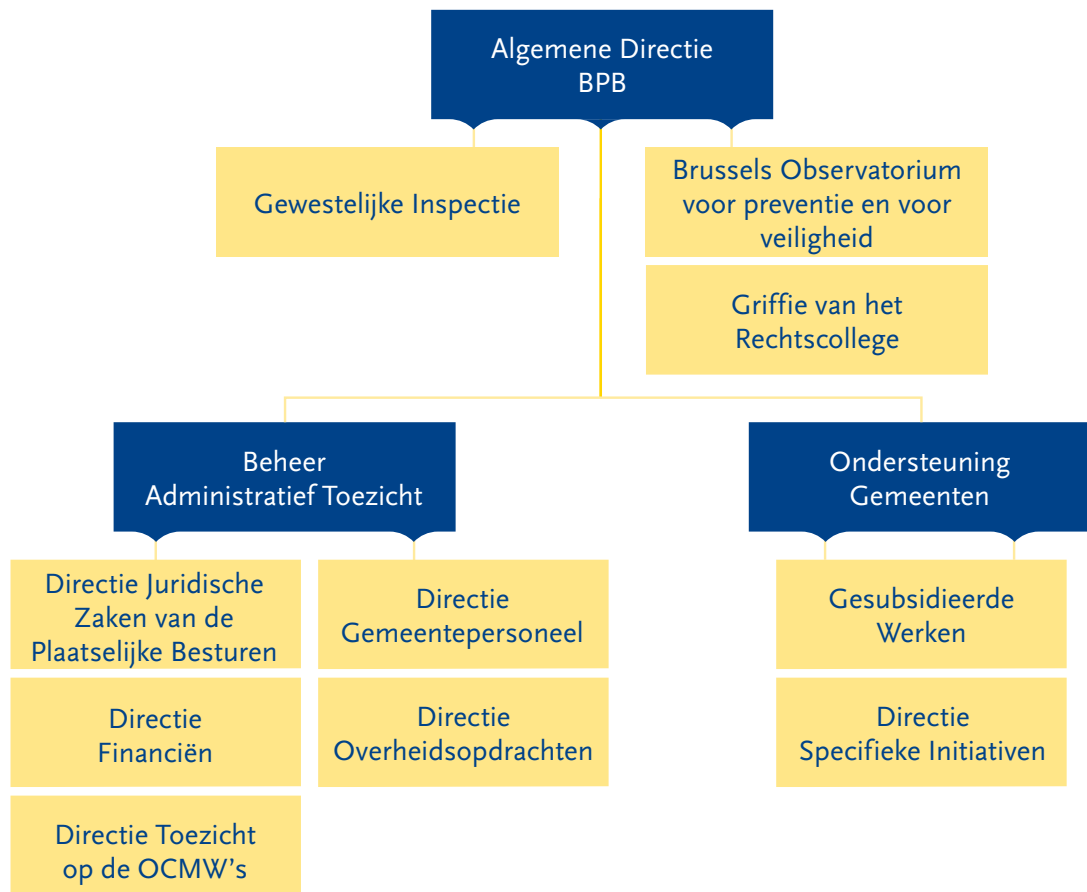 Algemene Directie
BPB
Gewestelijke Inspectie
Brussels Observatorium
voor preventie en voor
veiligheid
Griffie van het
Rechtscollege
Beheer
Administratief Toezicht
Ondersteuning
Gemeenten
Directie Juridische
Zaken van de
Plaatselijke Besturen
Directie
Gemeentepersoneel
Gesubsidieerde
Werken
Directie
Financiën
Directie
Overheidsopdrachten
Directie
Specifieke Initiativen
Directie Toezicht
op de OCMW's